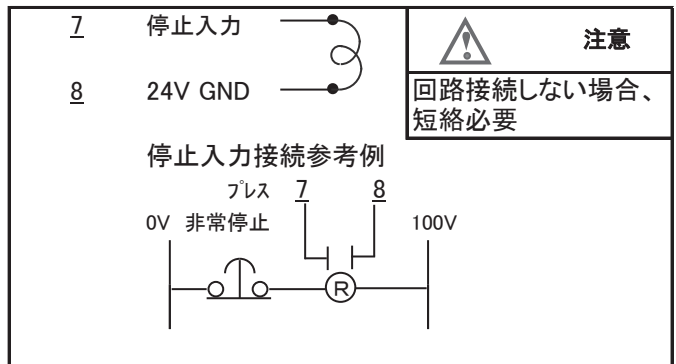 7 停止入力
注意
8 24V GND
回路接続しない場合、
短絡必要
停止入力接続参考例
プレス 7 8
0V 非常停止 100V
R